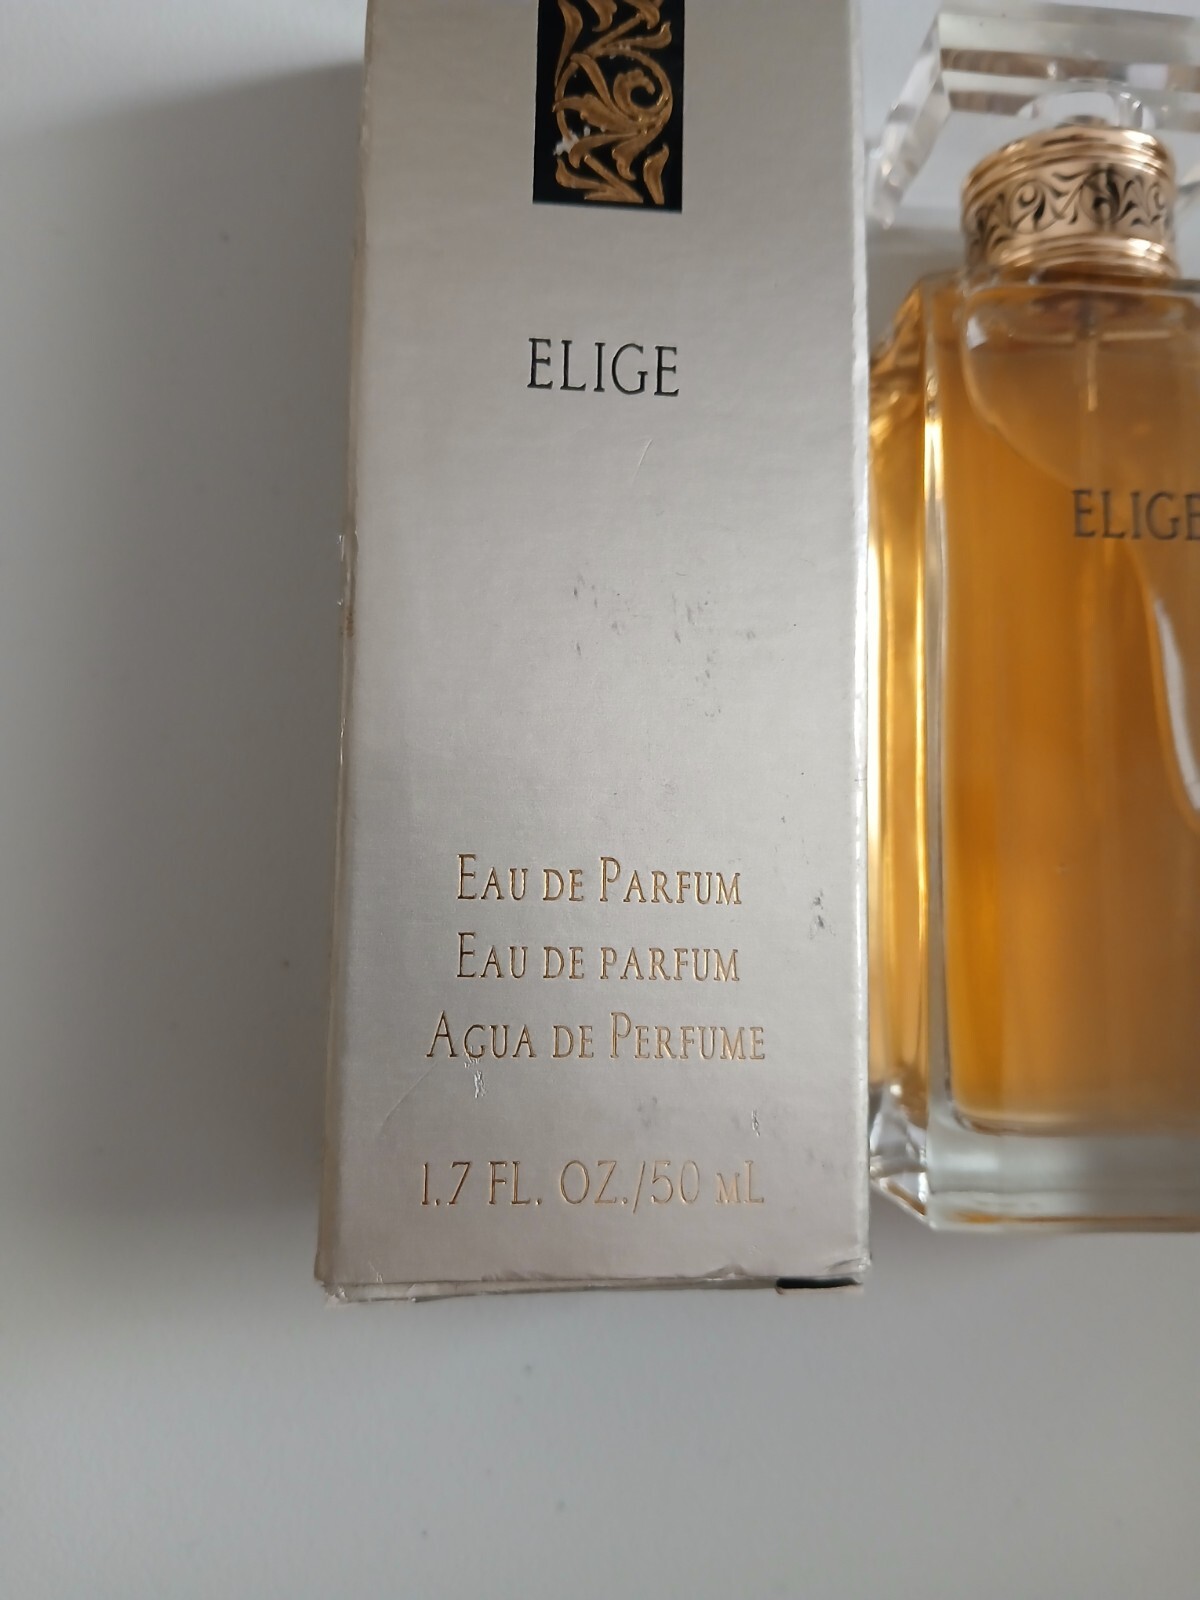 ELIGE
EAU DE PARFUM
EAU DE PARFUM
AGUA DE PERFUME
1.7 FL. OZ./50 mL
ELIGE